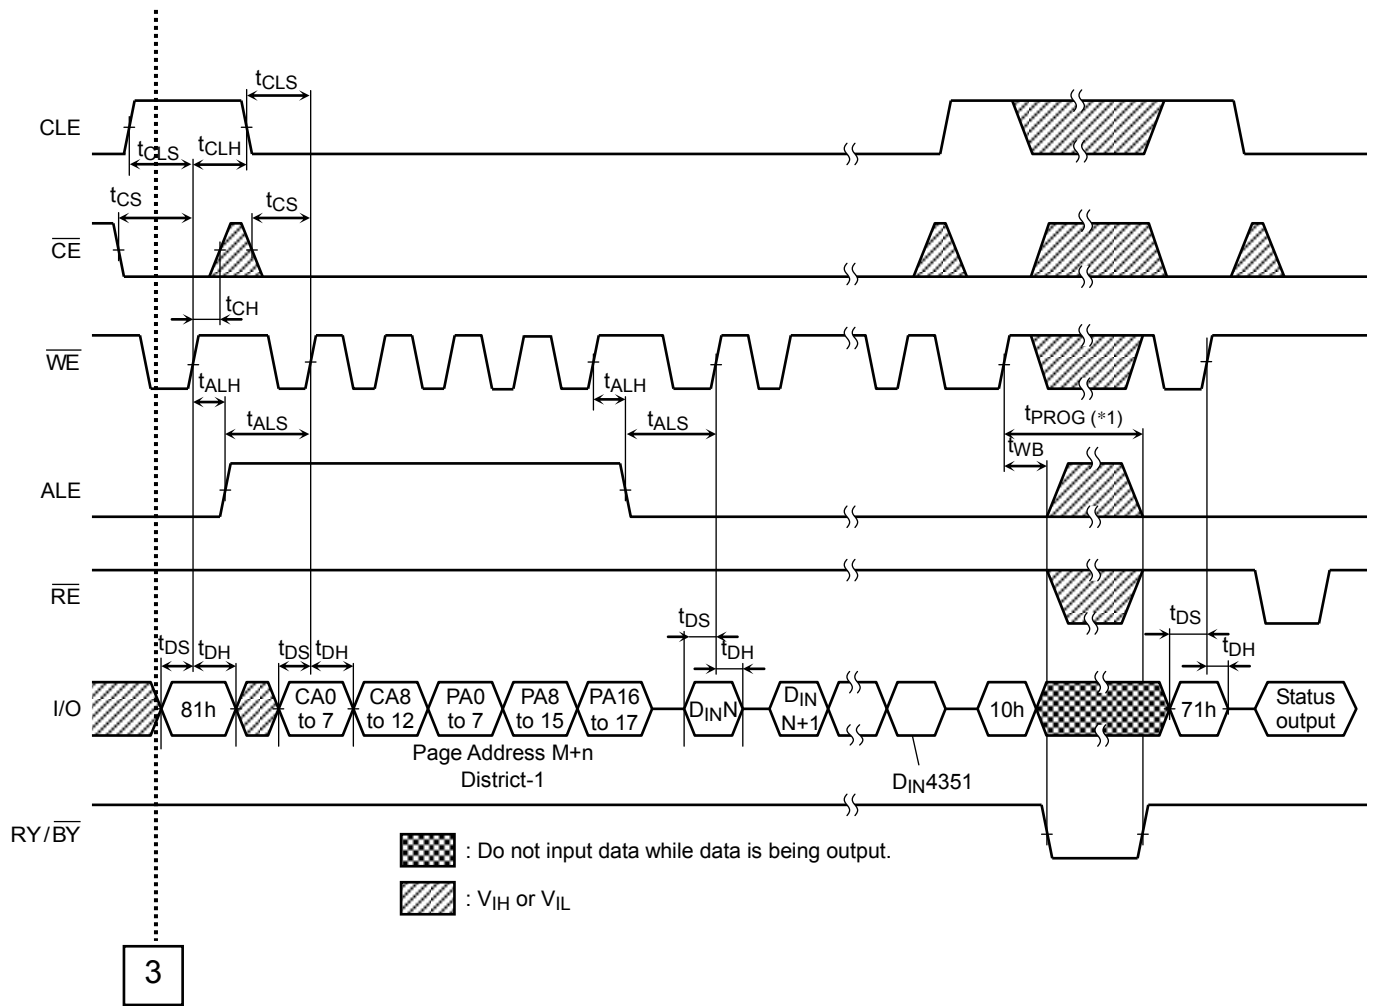 tCLS
CLE
tCLS
tCLH
tCS
tCS
CE
tCH
WE
tALH
tALH
tPROG (*1)
tALS
tALS
tWB
ALE
RE
tDS
tDS
tDS
tDH
tDS
tDH
tDH
tDH
I/O
81h
CA0 to 7
CA8 to 12
PA0 to 7
PA8 to 15
PA16 to 17
DINN
DIN N+1
10h
71h
Status output
Page Address M+n
District-1
DIN4351
RY/BY
: Do not input data while data is being output.
: VIH or VIL
3